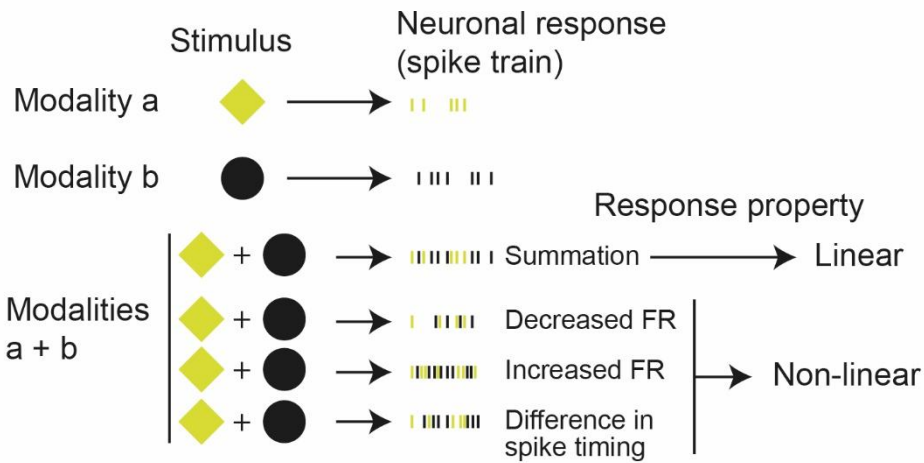 Stimulus
Neuronal response
(spike train)
Modality a
Modality b
Response property
+
Summation
Linear
Modalities
a + b
+
Decreased FR
+
Increased FR
Non-linear
+
Difference in
spike timing